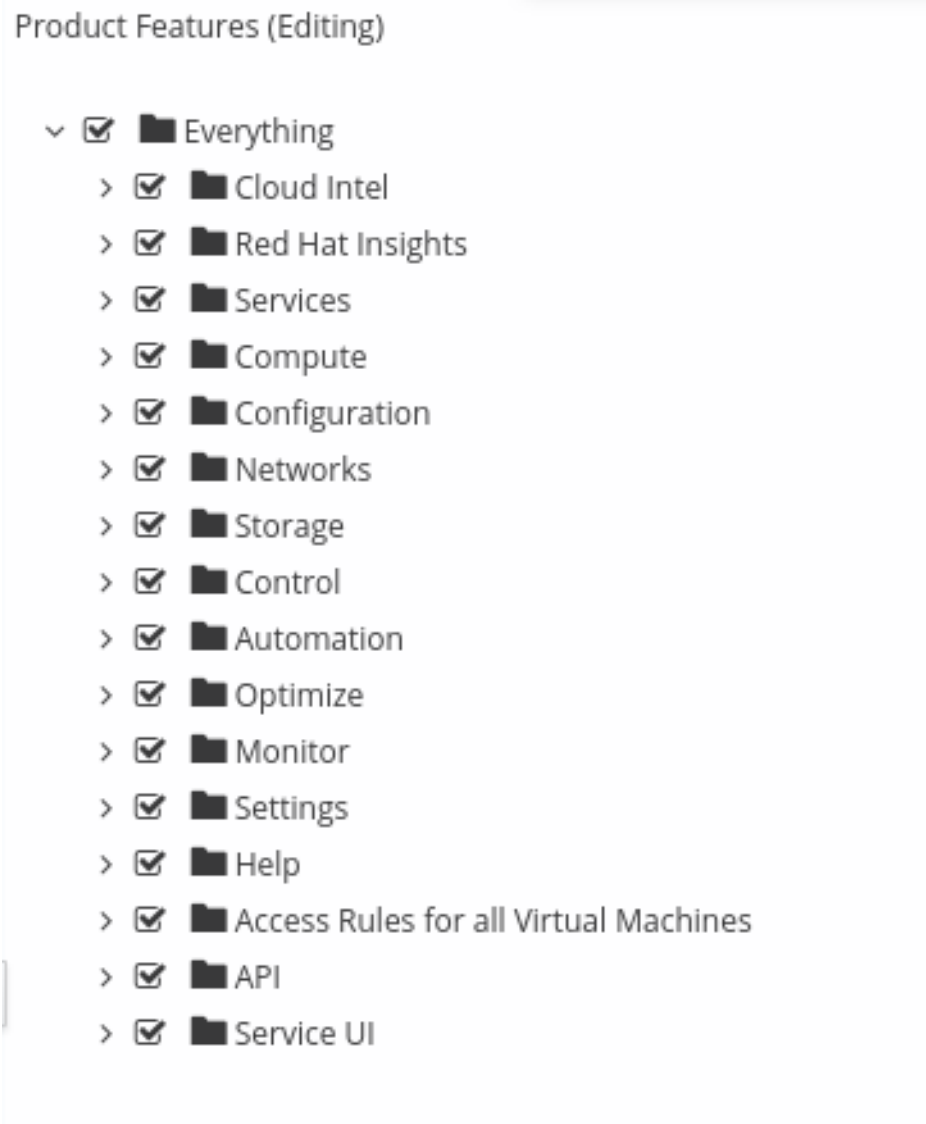 Product Features (Editing)
Everything
Cloud Intel
Red Hat Insights
Services
Compute
Configuration
Networks
Storage
Control
Automation
Optimize
Monitor
Settings
Help
Access Rules for all Virtual Machines
API
Service UI